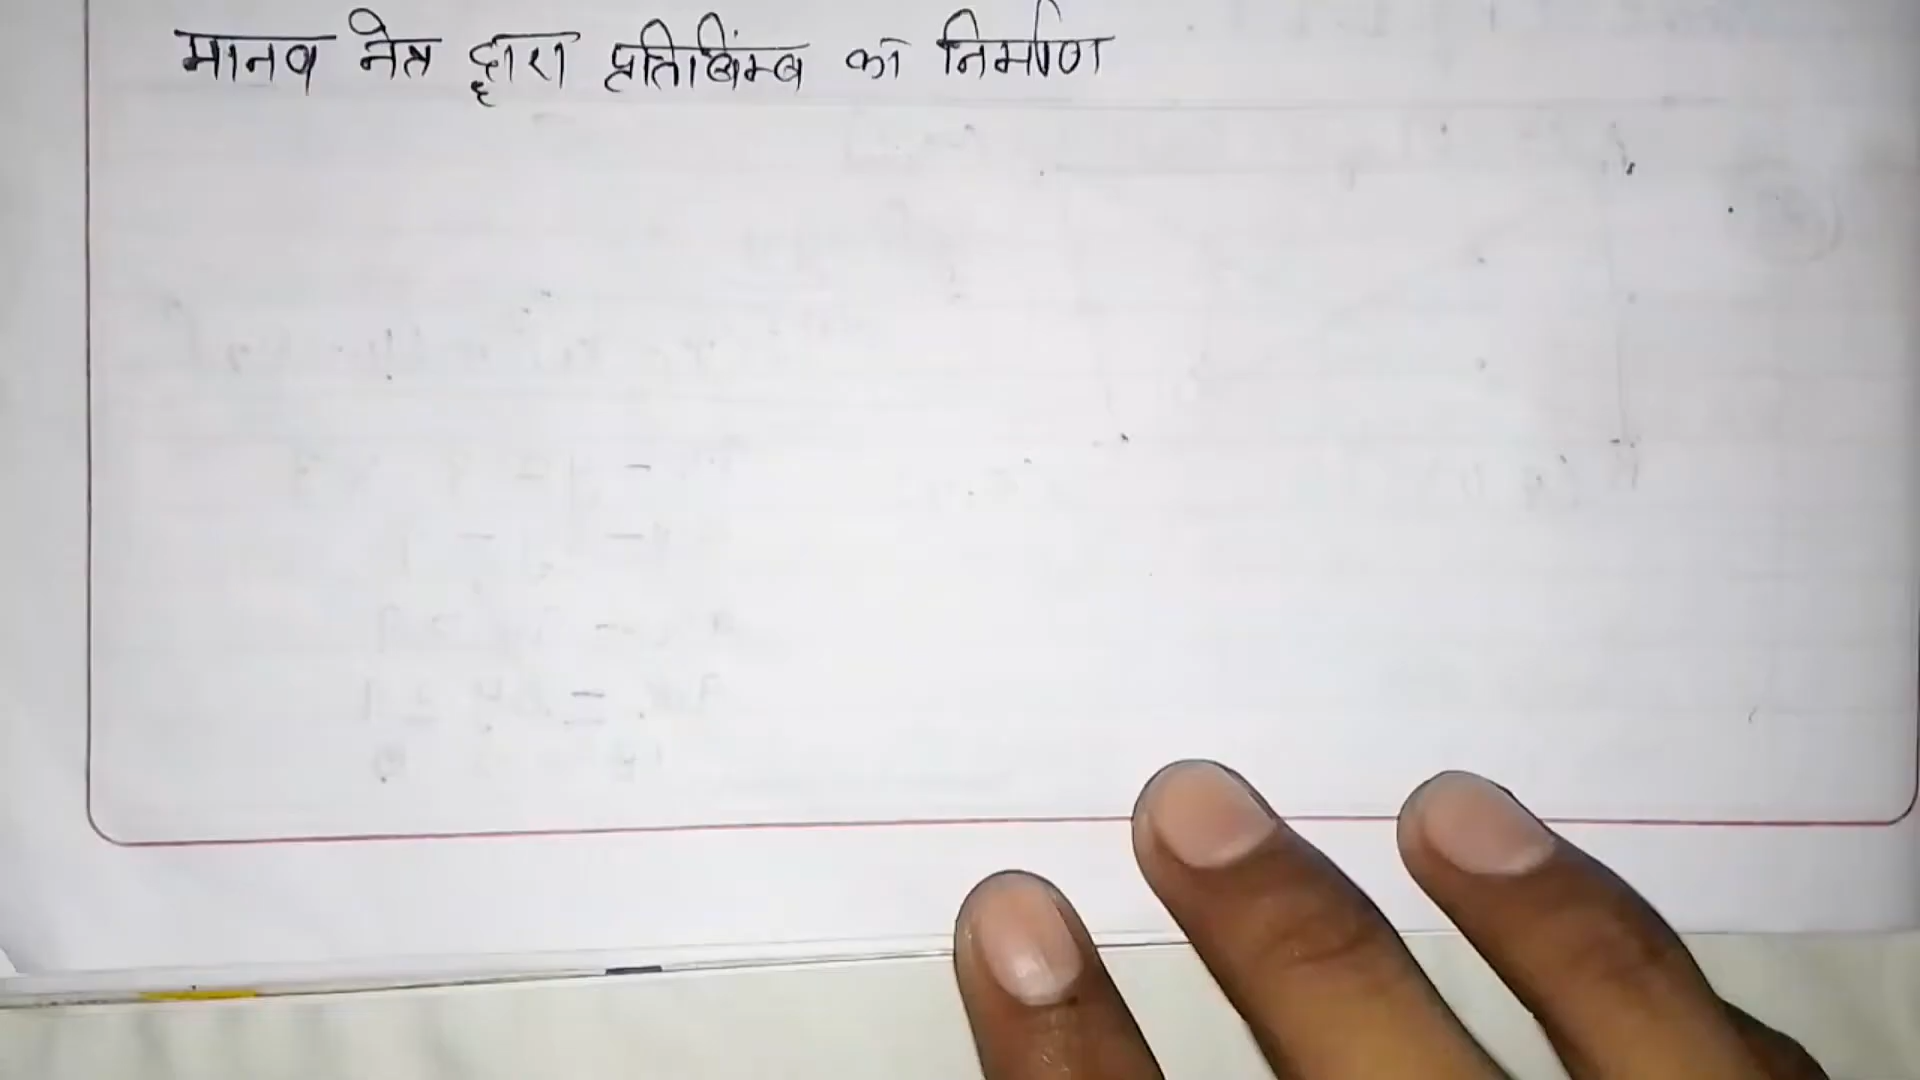 मानव नेत्र द्वारा प्रतिबिंम्ब का निर्माण